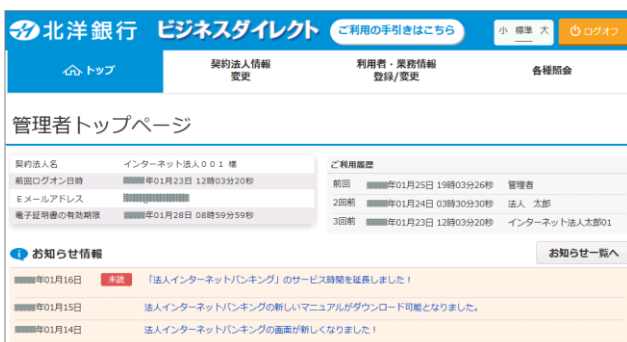 北洋銀行 ビジネスダイレクト ご利用の手引きはこちら 小 標準 大 ログオフ
トップ 契約法人情報 変更 利用者・業務情報 登録/変更 各種照会
管理者トップページ
契約法人名 インターネット法人001 様
前回ログオン日時 年01月23日 12時03分20秒
Eメールアドレス
電子証明書の有効期限 年01月28日 08時59分59秒
ご利用履歴
前回 年01月25日 19時03分26秒 管理者
2回前 年01月24日 03時30分30秒 法人 太郎
3回前 年01月23日 12時03分20秒 インターネット法人太郎01
お知らせ情報 お知らせ一覧へ
年01月16日 未読 「法人インターネットバンキング」のサービス時間を延長しました!
年01月15日 法人インターネットバンキングの新しいマニュアルがダウンロード可能となりました。
年01月14日 法人インターネットバンキングの画面が新しくなりました!